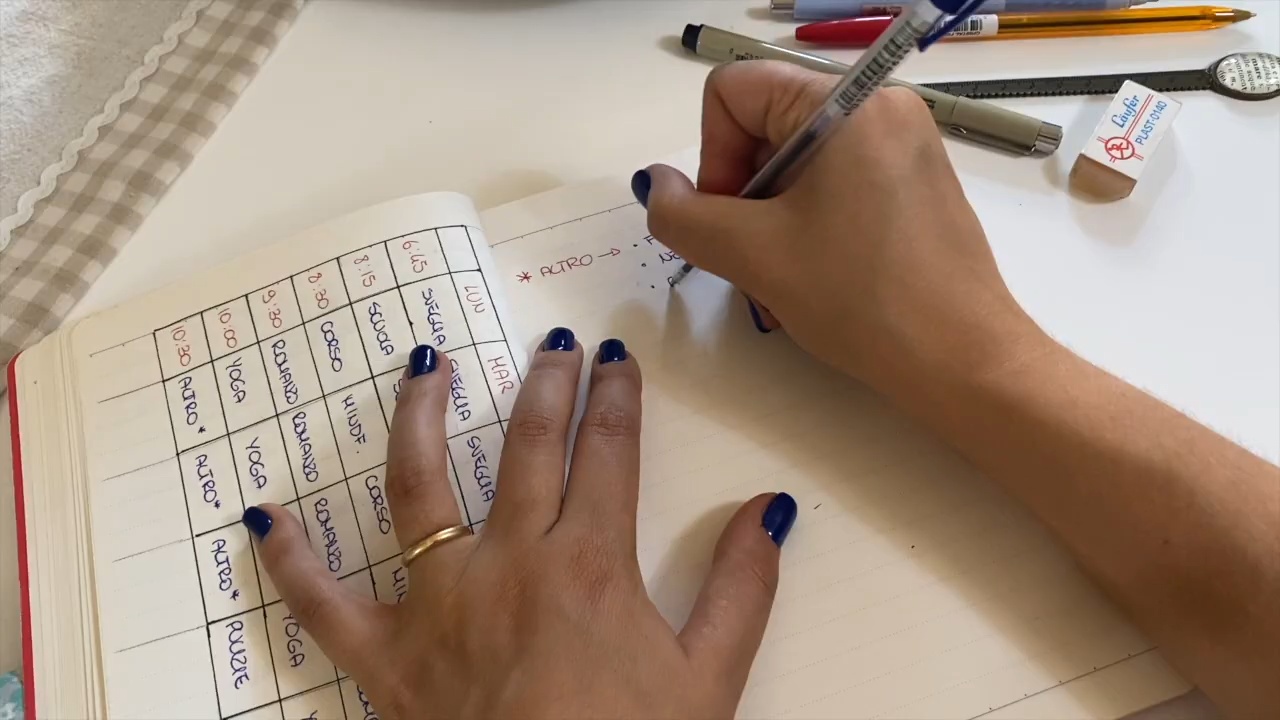 LUN MAR
6:45 SVEGLIA SVEGLIA SVEGLIA
8:15 SCUOLA
8:30 CORSO MINDF. CORSO
9:30 ROMANZO ROMANZO ROMANZO
10:00 YOGA YOGA YOGA
10:30 ALTRO* ALTRO* ALTRO* PULIZIE
* ALTRO →
Läufer
PLAST-0140